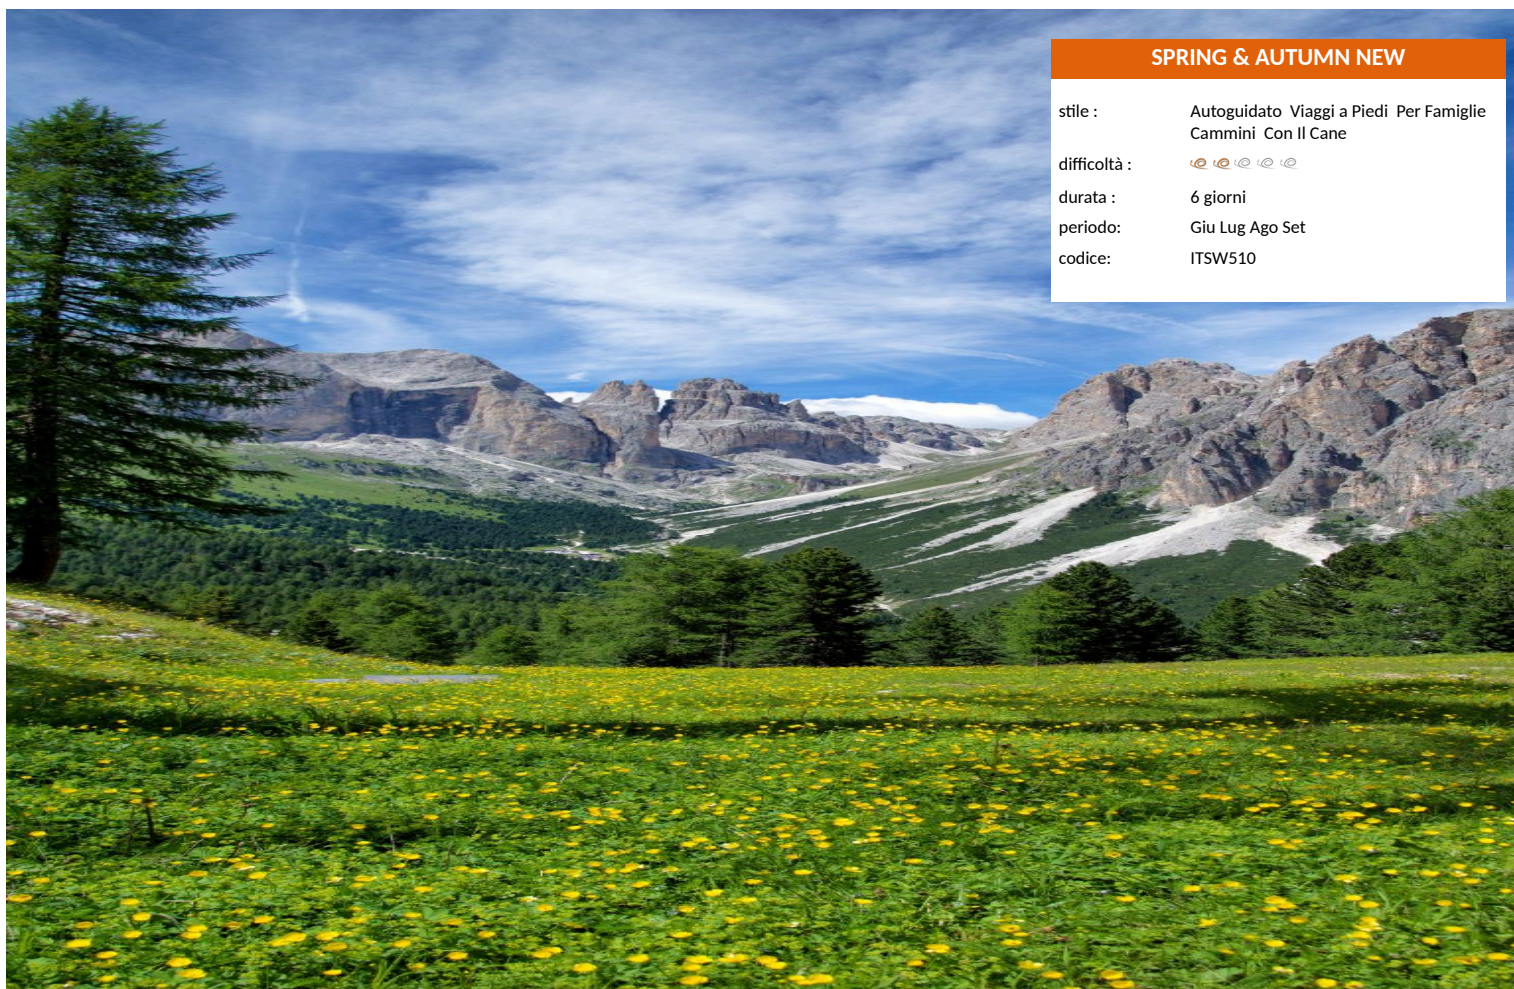 SPRING & AUTUMN NEW
stile : Autoguidato Viaggi a Piedi Per Famiglie
Cammini Con Il Cane
difficoltà :
durata : 6 giorni
periodo: Giu Lug Ago Set
codice: ITSW510